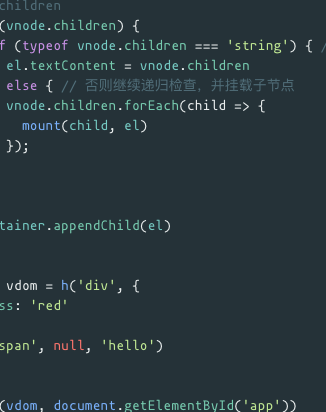 children
(vnode.children) {
f (typeof vnode.children === 'string') { /
el.textContent = vnode.children
else { // 否则继续递归检查，并挂载子节点
vnode.children.forEach(child => {
mount(child, el)
});
tainer.appendChild(el)
vdom = h('div', {
ss: 'red'
span', null, 'hello')
(vdom, document.getElementById('app'))